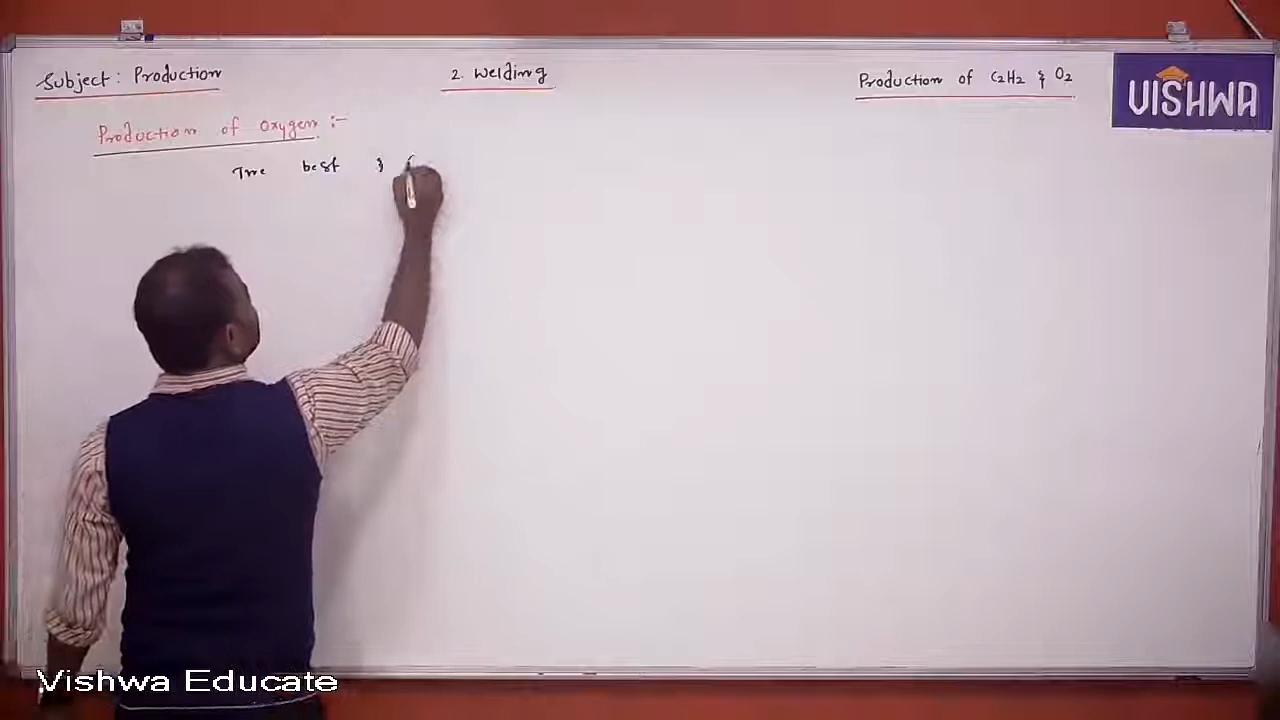 Subject: Production
2. Welding
Production of C2H2 & O2
VISHWA
Production of Oxygen :-
The best &
Vishwa Educate